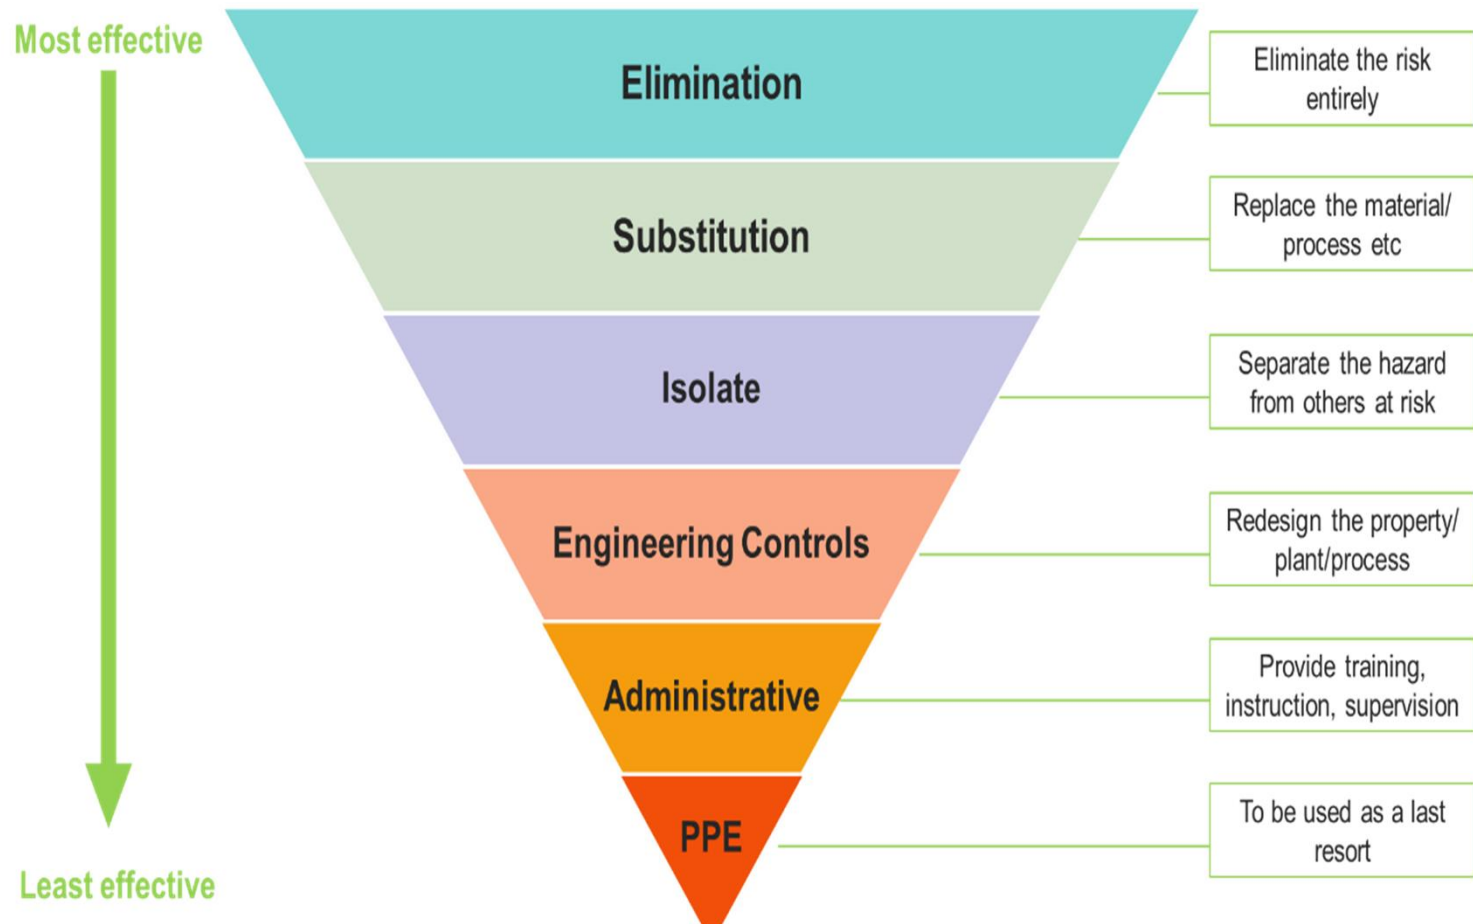 Most effective
Elimination
Eliminate the risk
entirely
Substitution
Replace the material/
process etc
Isolate
Separate the hazard
from others at risk
Engineering Controls
Redesign the property/
plant/process
Administrative
Provide training,
instruction, supervision
PPE
To be used as a last
resort
Least effective